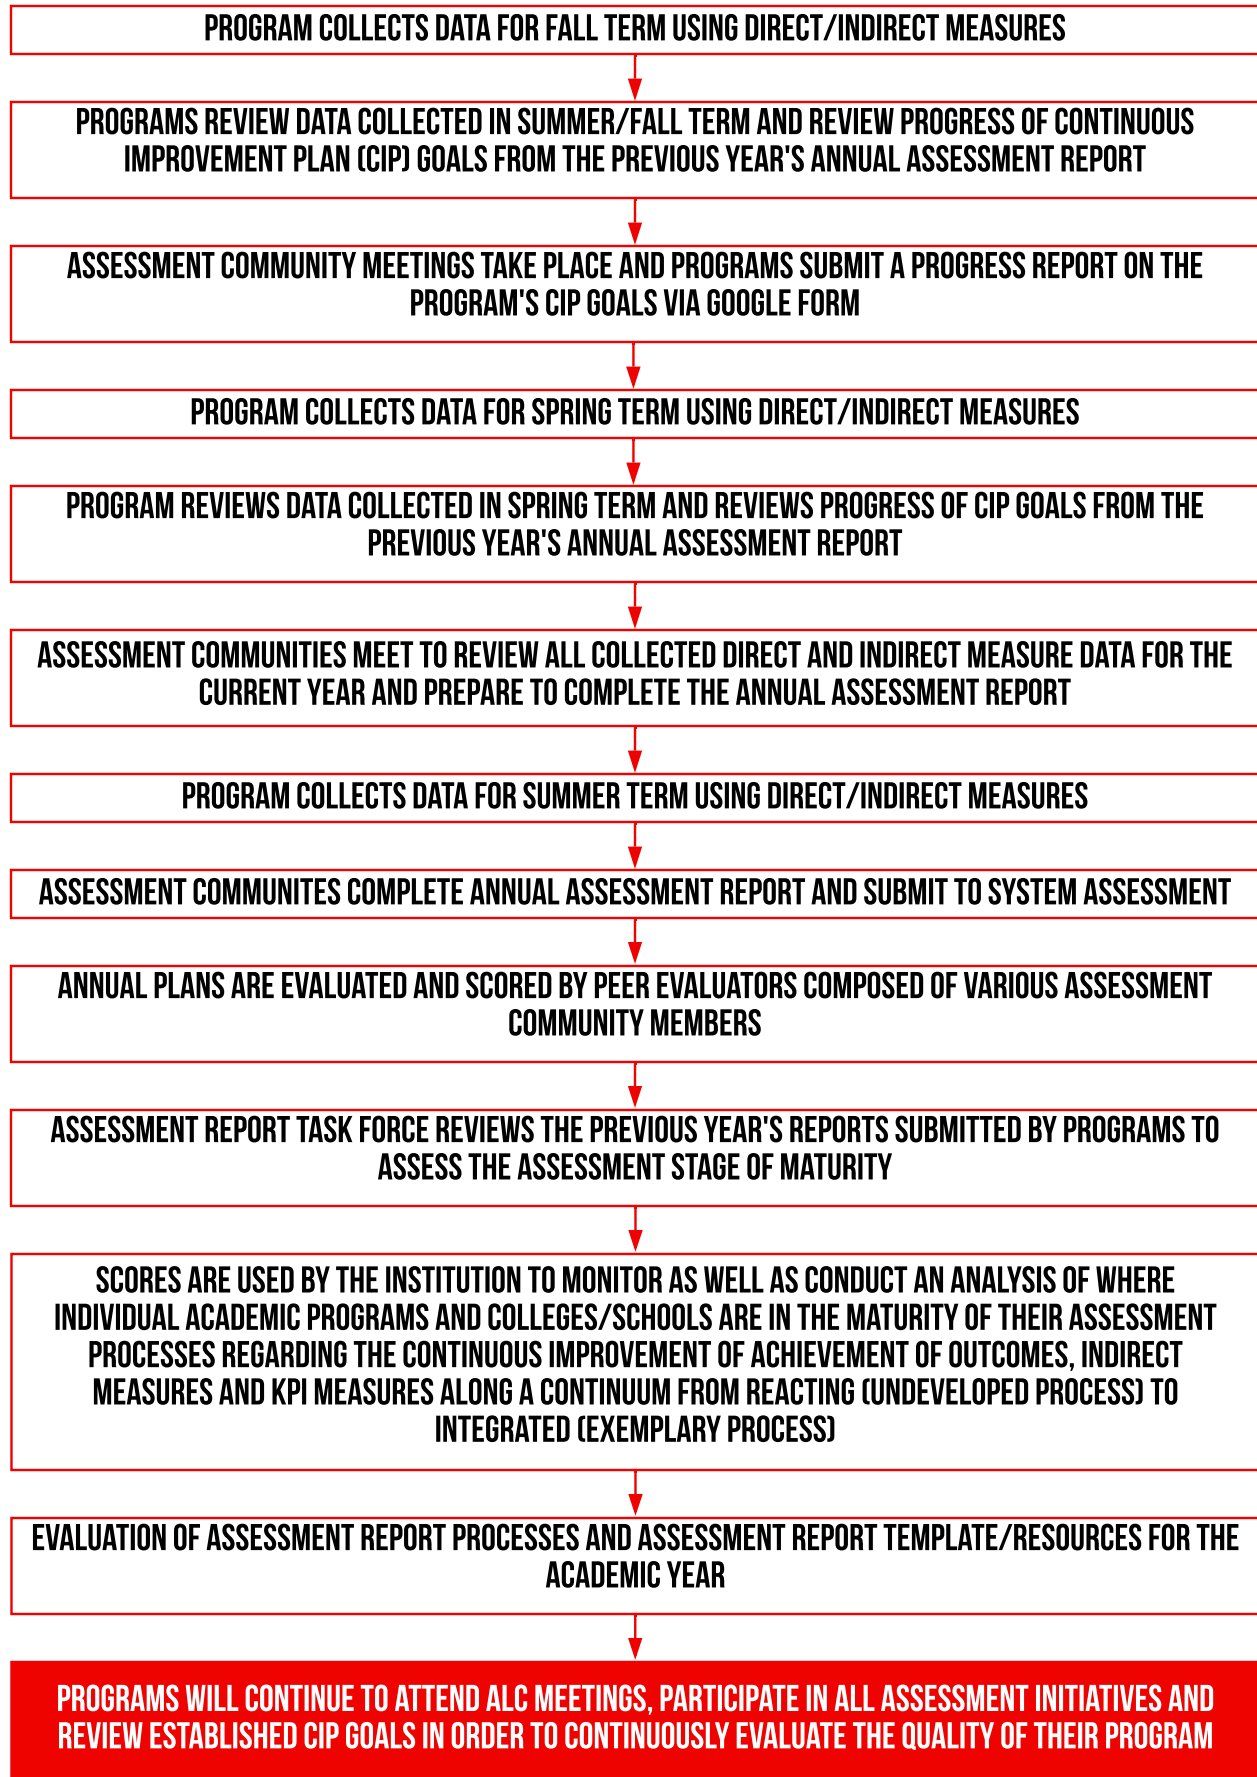 PROGRAM COLLECTS DATA FOR FALL TERM USING DIRECT/INDIRECT MEASURES
PROGRAMS REVIEW DATA COLLECTED IN SUMMER/FALL TERM AND REVIEW PROGRESS OF CONTINUOUS
IMPROVEMENT PLAN (CIP) GOALS FROM THE PREVIOUS YEAR'S ANNUAL ASSESSMENT REPORT
ASSESSMENT COMMUNITY MEETINGS TAKE PLACE AND PROGRAMS SUBMIT A PROGRESS REPORT ON THE
PROGRAM'S CIP GOALS VIA GOOGLE FORM
PROGRAM COLLECTS DATA FOR SPRING TERM USING DIRECT/INDIRECT MEASURES
PROGRAM REVIEWS DATA COLLECTED IN SPRING TERM AND REVIEWS PROGRESS OF CIP GOALS FROM THE
PREVIOUS YEAR'S ANNUAL ASSESSMENT REPORT
ASSESSMENT COMMUNITIES MEET TO REVIEW ALL COLLECTED DIRECT AND INDIRECT MEASURE DATA FOR THE
CURRENT YEAR AND PREPARE TO COMPLETE THE ANNUAL ASSESSMENT REPORT
PROGRAM COLLECTS DATA FOR SUMMER TERM USING DIRECT/INDIRECT MEASURES
ASSESSMENT COMMUNITES COMPLETE ANNUAL ASSESSMENT REPORT AND SUBMIT TO SYSTEM ASSESSMENT
ANNUAL PLANS ARE EVALUATED AND SCORED BY PEER EVALUATORS COMPOSED OF VARIOUS ASSESSMENT
COMMUNITY MEMBERS
ASSESSMENT REPORT TASK FORCE REVIEWS THE PREVIOUS YEAR'S REPORTS SUBMITTED BY PROGRAMS TO
ASSESS THE ASSESSMENT STAGE OF MATURITY
SCORES ARE USED BY THE INSTITUTION TO MONITOR AS WELL AS CONDUCT AN ANALYSIS OF WHERE
INDIVIDUAL ACADEMIC PROGRAMS AND COLLEGES/SCHOOLS ARE IN THE MATURITY OF THEIR ASSESSMENT
PROCESSES REGARDING THE CONTINUOUS IMPROVEMENT OF ACHIEVEMENT OF OUTCOMES, INDIRECT
MEASURES AND KPI MEASURES ALONG A CONTINUUM FROM REACTING (UNDEVELOPED PROCESS) TO
INTEGRATED (EXEMPLARY PROCESS)
EVALUATION OF ASSESSMENT REPORT PROCESSES AND ASSESSMENT REPORT TEMPLATE/RESOURCES FOR THE
ACADEMIC YEAR
PROGRAMS WILL CONTINUE TO ATTEND ALC MEETINGS, PARTICIPATE IN ALL ASSESSMENT INITIATIVES AND
REVIEW ESTABLISHED CIP GOALS IN ORDER TO CONTINUOUSLY EVALUATE THE QUALITY OF THEIR PROGRAM